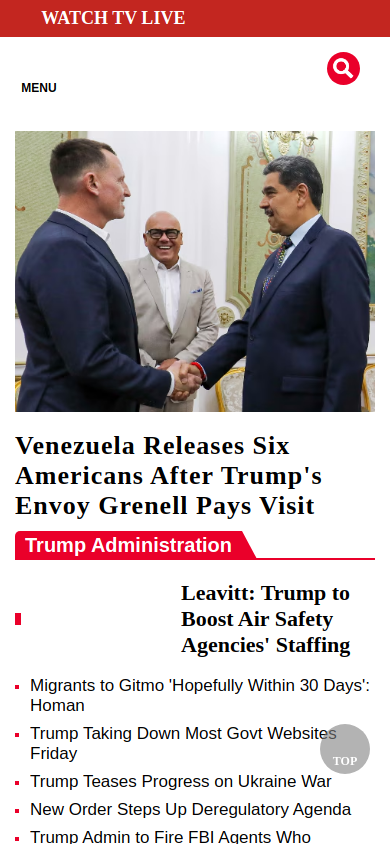 WATCH TV LIVE
MENU
Venezuela Releases Six
Americans After Trump's
Envoy Grenell Pays Visit
Trump Administration
Leavitt: Trump to
Boost Air Safety
Agencies' Staffing
Migrants to Gitmo 'Hopefully Within 30 Days':
Homan
Trump Taking Down Most Govt Websites
Friday
TOP
Trump Teases Progress on Ukraine War
New Order Steps Up Deregulatory Agenda
Trump Admin to Fire FBI Agents Who